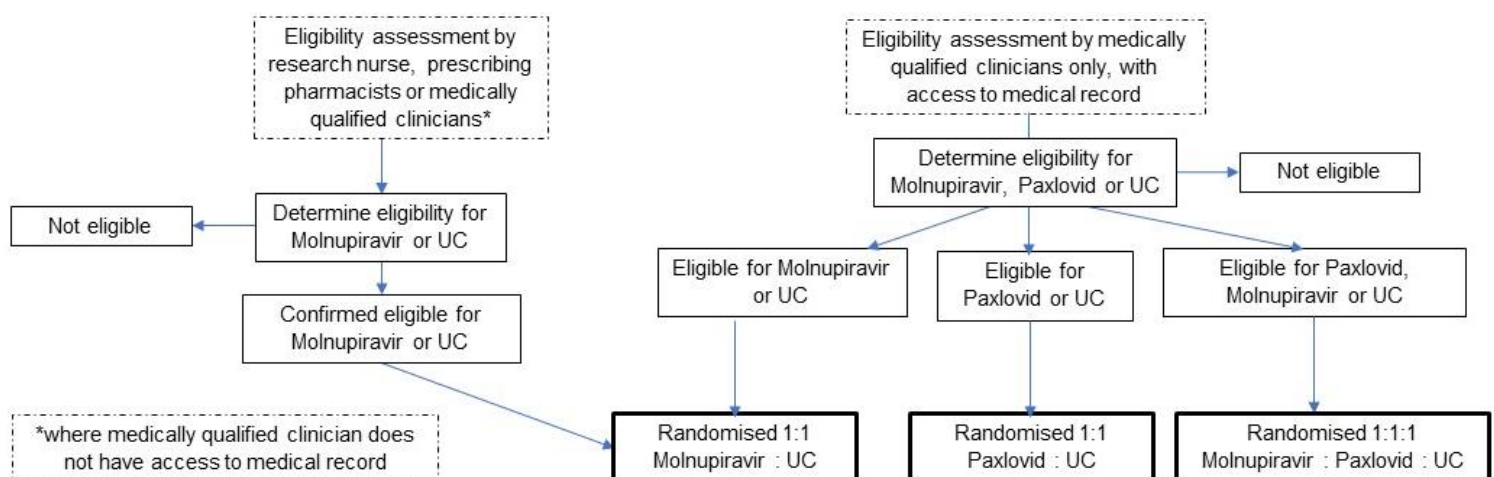 Eligibility assessment by
research nurse, prescribing
pharmacists or medically
qualified clinicians*
Eligibility assessment by medically
qualified clinicians only, with
access to medical record
Determine eligibility for
Molnupiravir, Paxlovid or UC
Not eligible
Not eligible
Determine eligibility for
Molnupiravir or UC
Eligible for Molnupiravir
or UC
Eligible for
Paxlovid or UC
Eligible for Paxlovid,
Molnupiravir or UC
Confirmed eligible for
Molnupiravir or UC
*where medically qualified clinician does
not have access to medical record
Randomised 1:1
Molnupiravir : UC
Randomised 1:1
Paxlovid : UC
Randomised 1:1:1
Molnupiravir : Paxlovid : UC